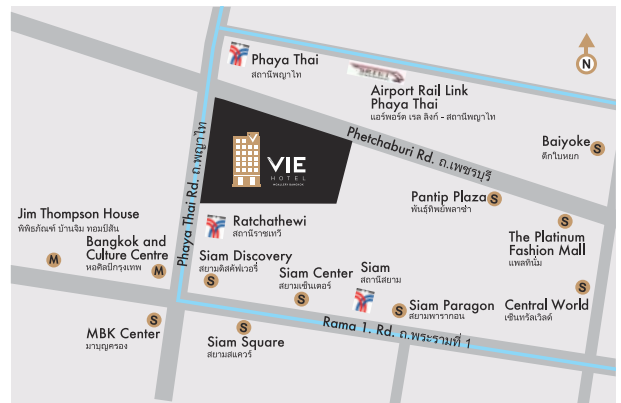 Phaya Thai
สถานีพญาไท
N
Airport Rail Link
Phaya Thai
แอร์พอร์ต เรล ลิงก์ - สถานีพญาไท
Phetchaburi Rd. ถ.เพชรบุรี
Baiyoke
S
ตึกใบหยก
Phaya Thai Rd. ถ.พญาไท
VIE
HOTEL
Pantip Plaza
S
พันธุ์ทิพย์พลาซ่า
Jim Thompson House
พิพิธภัณฑ์ บ้านจิม ทอมป์สัน
M
Ratchathewi
สถานีราชเทวี
S
The Platinum
Fashion Mall
แพลทินั่ม
Bangkok and
Culture Centre
หอศิลป์กรุงเทพ
M
Siam Discovery
สยามดิสคัฟเวอรี่
S
Siam Center
สยามเซ็นเตอร์
S
Siam
สถานีสยาม
S
Siam Paragon
สยามพารากอน
S
Central World
เซ็นทรัลเวิลด์
S
MBK Center
มาบุญครอง
S
Siam Square
สยามสแควร์
Rama 1. Rd. ถ.พระรามที่ 1